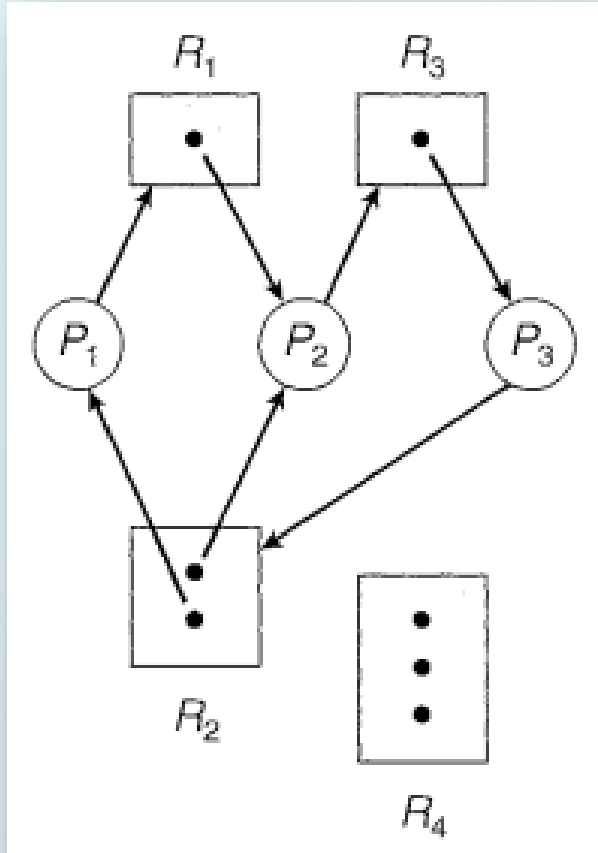 R₁ R₃
P₁ P₂ P₃
R₂
R₄